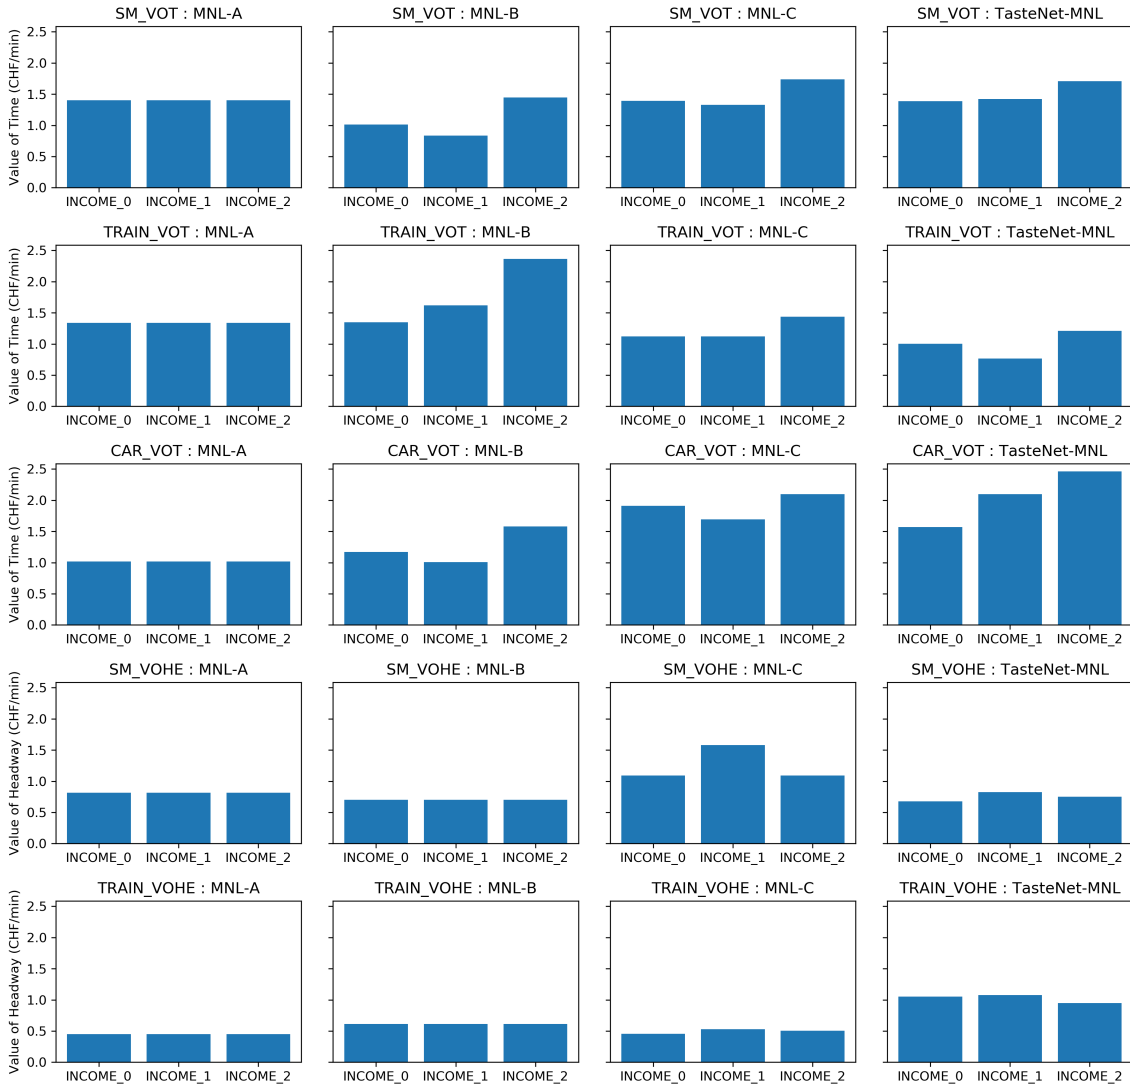 SM_VOT : MNL-A
SM_VOT : MNL-B
SM_VOT : MNL-C
SM_VOT : TasteNet-MNL
Value of Time (CHF/min)
2.5
2.0
1.5
1.0
0.5
0.0
INCOME_0 INCOME_1 INCOME_2
INCOME_0 INCOME_1 INCOME_2
INCOME_0 INCOME_1 INCOME_2
INCOME_0 INCOME_1 INCOME_2
TRAIN_VOT : MNL-A
TRAIN_VOT : MNL-B
TRAIN_VOT : MNL-C
TRAIN_VOT : TasteNet-MNL
Value of Time (CHF/min)
2.5
2.0
1.5
1.0
0.5
0.0
INCOME_0 INCOME_1 INCOME_2
INCOME_0 INCOME_1 INCOME_2
INCOME_0 INCOME_1 INCOME_2
INCOME_0 INCOME_1 INCOME_2
CAR_VOT : MNL-A
CAR_VOT : MNL-B
CAR_VOT : MNL-C
CAR_VOT : TasteNet-MNL
Value of Time (CHF/min)
2.5
2.0
1.5
1.0
0.5
0.0
INCOME_0 INCOME_1 INCOME_2
INCOME_0 INCOME_1 INCOME_2
INCOME_0 INCOME_1 INCOME_2
INCOME_0 INCOME_1 INCOME_2
SM_VOHE : MNL-A
SM_VOHE : MNL-B
SM_VOHE : MNL-C
SM_VOHE : TasteNet-MNL
Value of Headway (CHF/min)
2.5
2.0
1.5
1.0
0.5
0.0
INCOME_0 INCOME_1 INCOME_2
INCOME_0 INCOME_1 INCOME_2
INCOME_0 INCOME_1 INCOME_2
INCOME_0 INCOME_1 INCOME_2
TRAIN_VOHE : MNL-A
TRAIN_VOHE : MNL-B
TRAIN_VOHE : MNL-C
TRAIN_VOHE : TasteNet-MNL
Value of Headway (CHF/min)
2.5
2.0
1.5
1.0
0.5
0.0
INCOME_0 INCOME_1 INCOME_2
INCOME_0 INCOME_1 INCOME_2
INCOME_0 INCOME_1 INCOME_2
INCOME_0 INCOME_1 INCOME_2